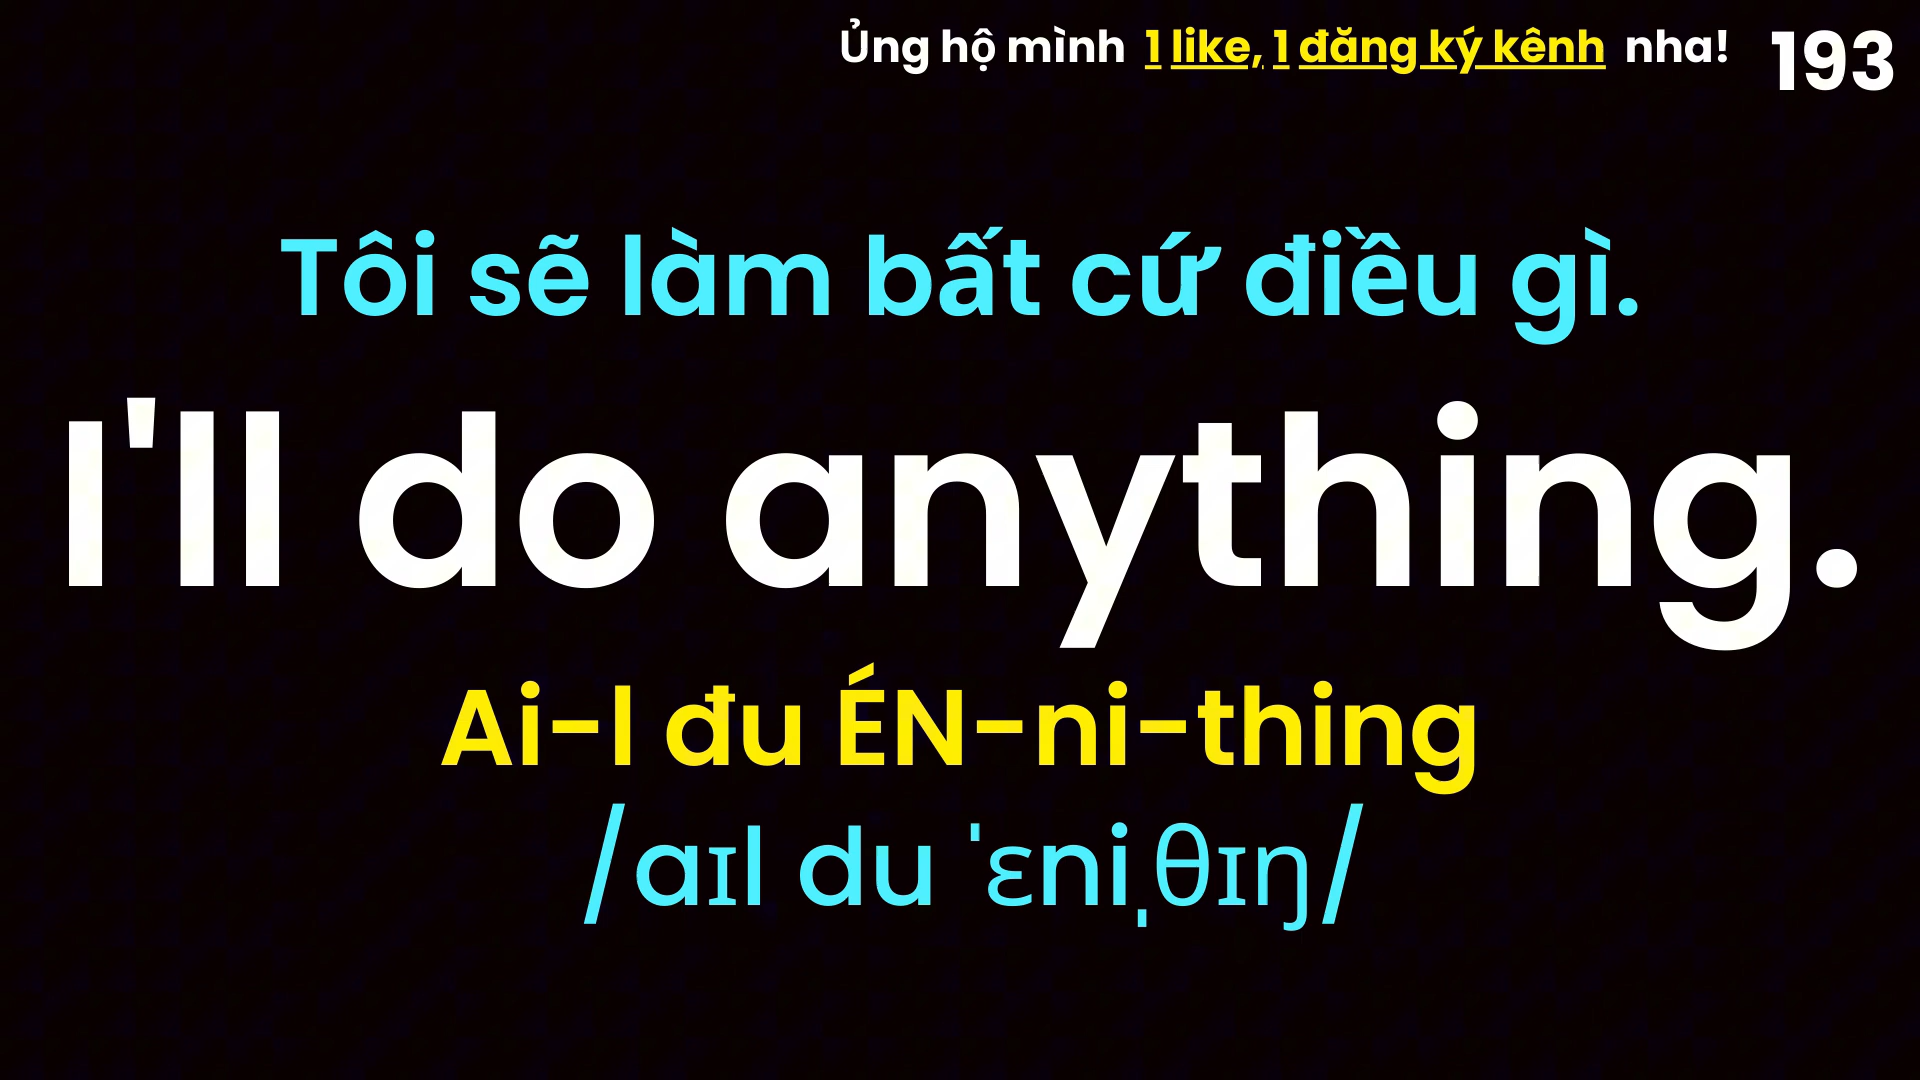 Ủng hộ mình 1 like, 1 đăng ký kênh nha! 193
Tôi sẽ làm bất cứ điều gì.
I'll do anything.
Ai-l đu ÉN-ni-thing
/aɪl du ˈɛniˌθɪŋ/